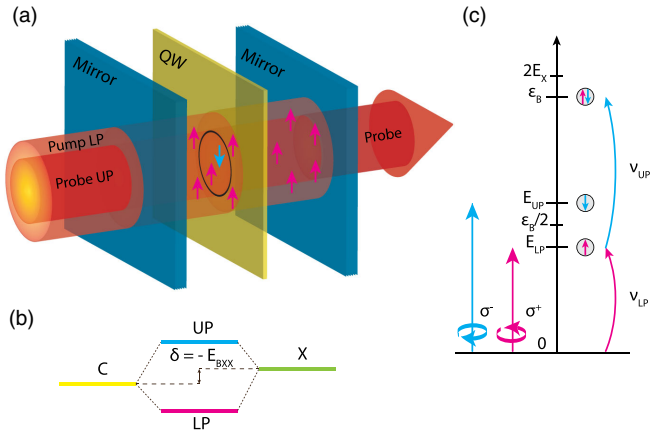 (a)
Mirror
QW
Mirror
Pump LP
Probe UP
Probe
(b)
UP
δ = - E_BXX
C
X
LP
(c)
2E_X
ε_B
E_UP
ε_B/2
E_LP
ν_UP
ν_LP
σ⁻
σ⁺
0